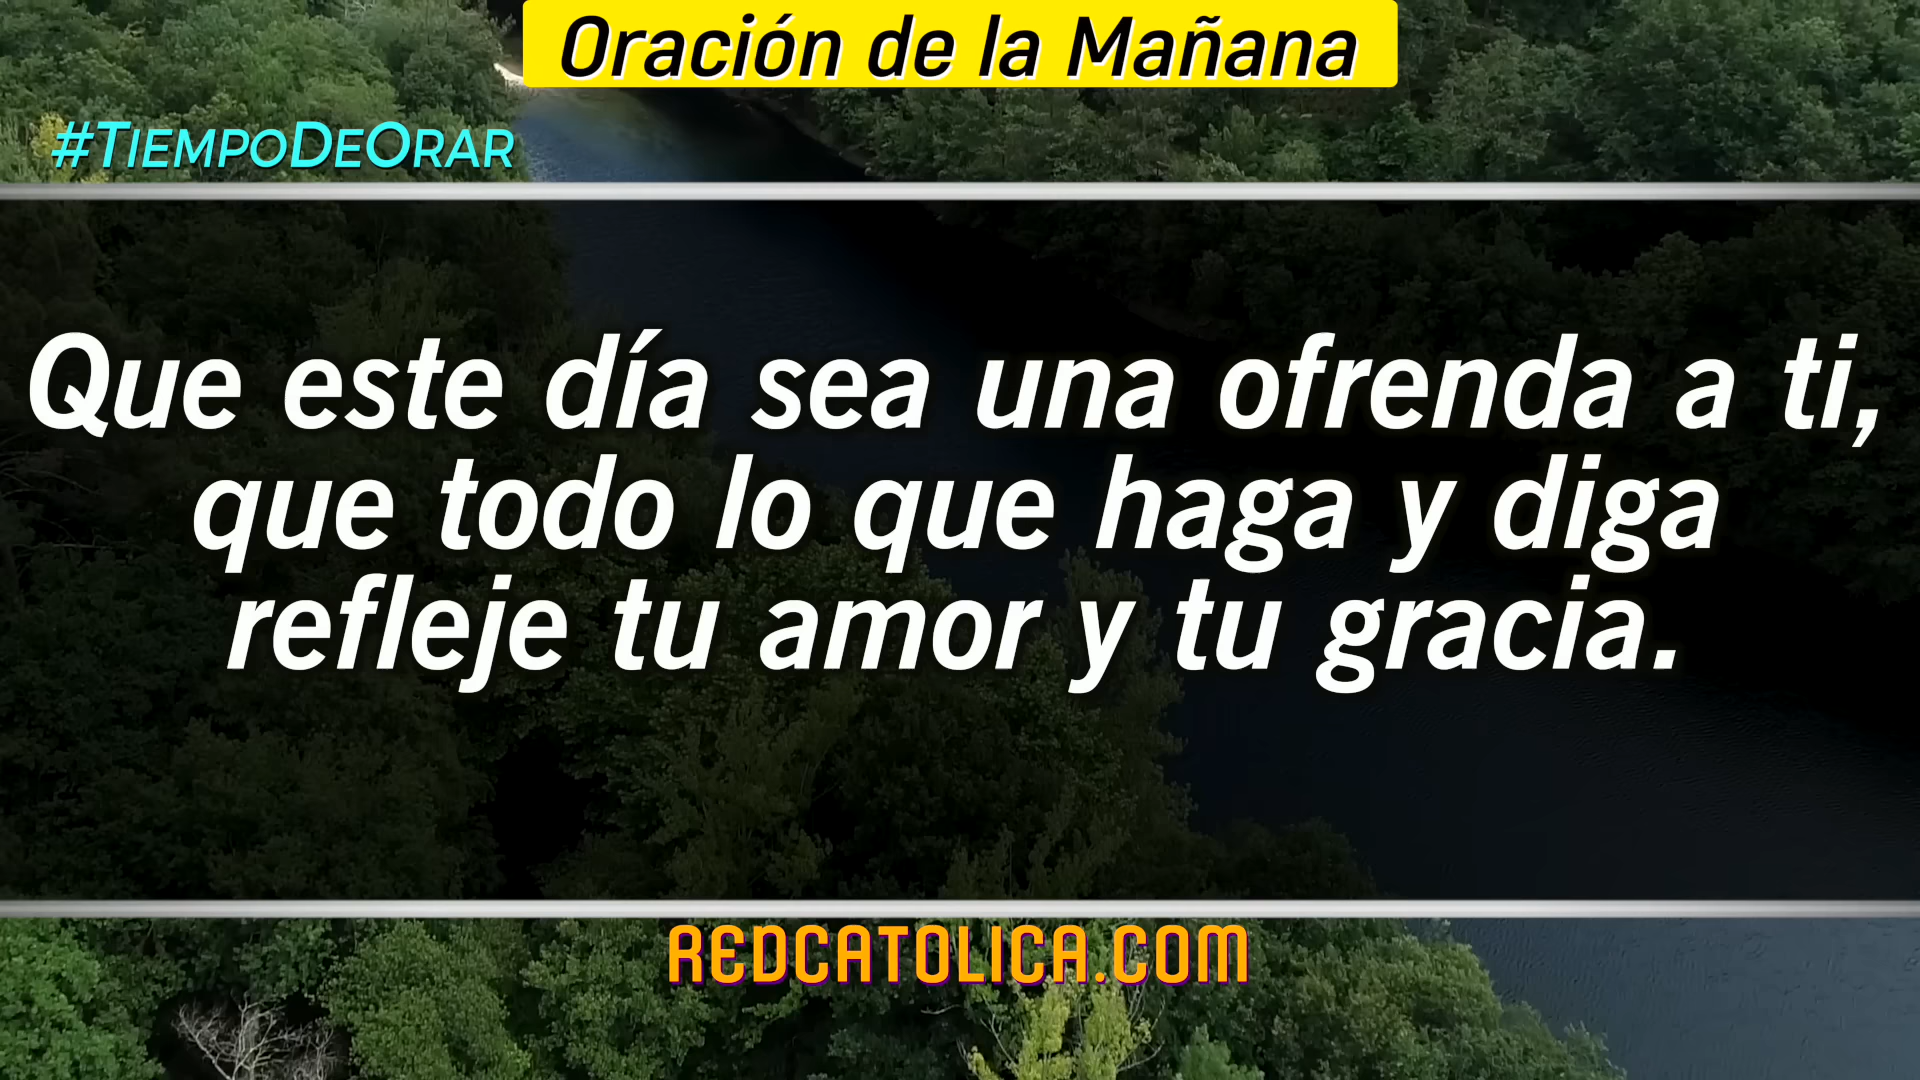 Oración de la Mañana
#TiempoDeOrar
Que este día sea una ofrenda a ti,
que todo lo que haga y diga
refleje tu amor y tu gracia.
REDCATOLICA.COM